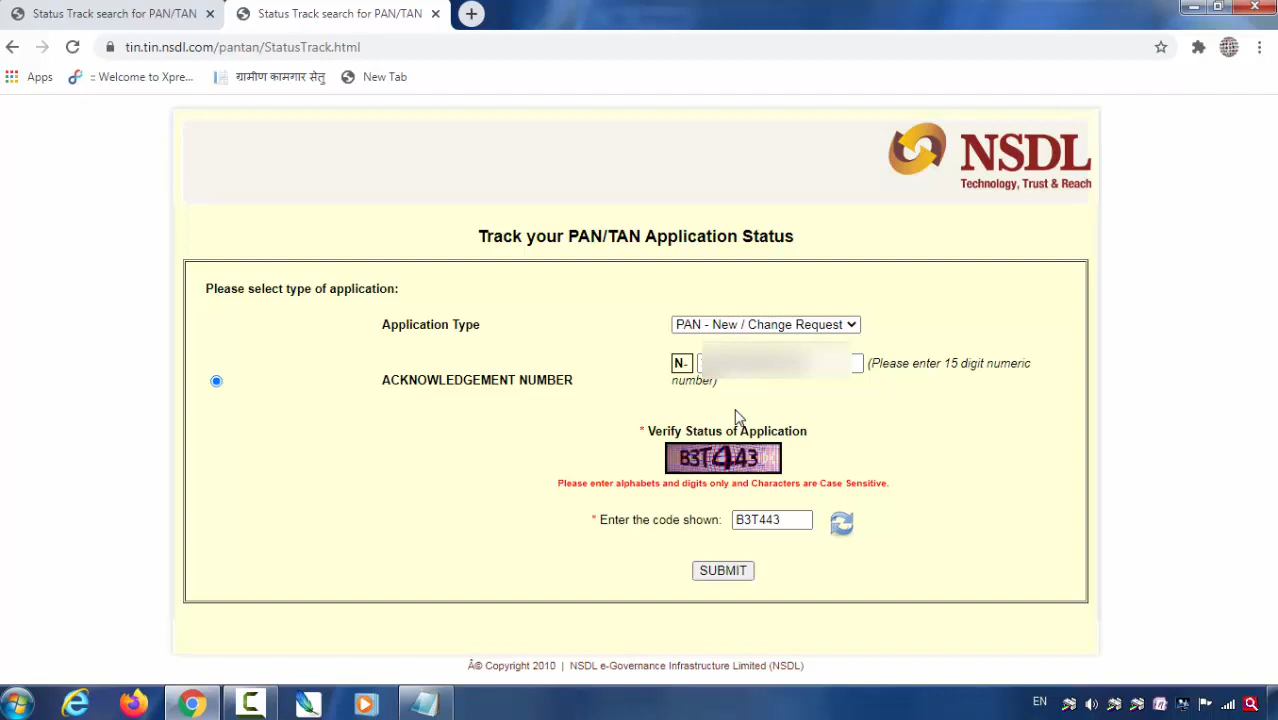 Status Track search for PAN/TAN
Status Track search for PAN/TAN
tin.tin.nsdl.com/pantan/StatusTrack.html
Apps
:: Welcome to Xpre...
ग्रामीण कामगार सेतु
New Tab
NSDL
Technology, Trust & Reach
Track your PAN/TAN Application Status
Please select type of application:
Application Type
PAN - New / Change Request
N-
(Please enter 15 digit numeric
number)
ACKNOWLEDGEMENT NUMBER
* Verify Status of Application
B3T443
Please enter alphabets and digits only and Characters are Case Sensitive.
* Enter the code shown:
B3T443
SUBMIT
Â© Copyright 2010 | NSDL e-Governance Infrastructure Limited (NSDL)
EN